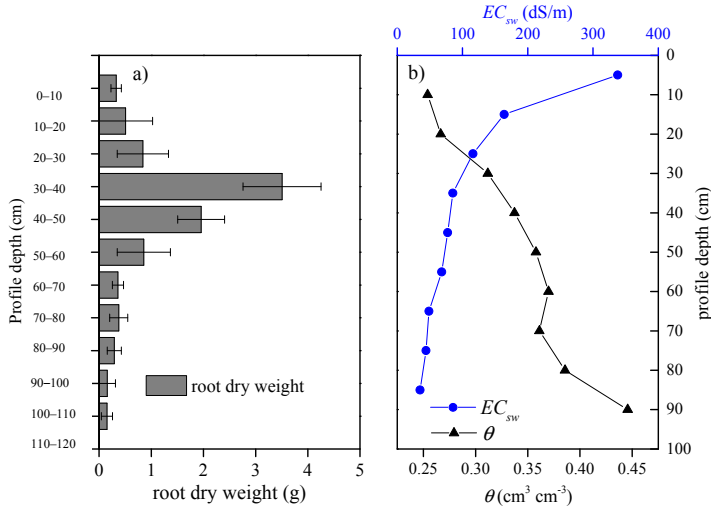 a)
0–10
10–20
20–30
30–40
40–50
50–60
60–70
70–80
80–90
90–100
100–110
110–120
Profile depth (cm)
root dry weight
0 1 2 3 4 5
root dry weight (g)
EC_sw (dS/m)
0 100 200 300 400
b)
0
10
20
30
40
50
60
70
80
90
100
profile depth (cm)
EC_sw
θ
0.25 0.30 0.35 0.40 0.45
θ (cm³ cm⁻³)